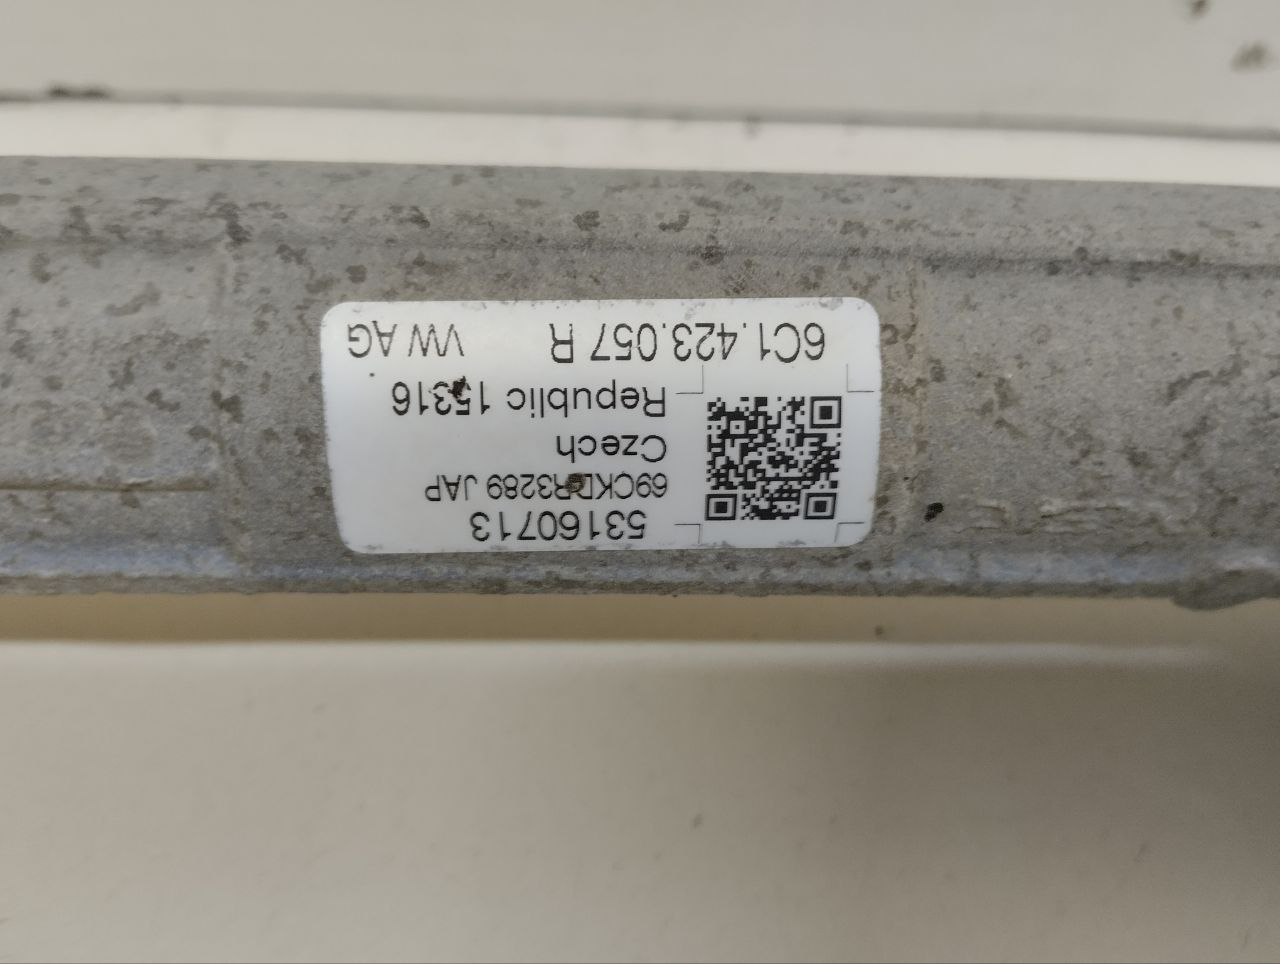 53160713
69CKDR3289 JAP
Czech
Republic 15316
6C1.423.057 R VW AG